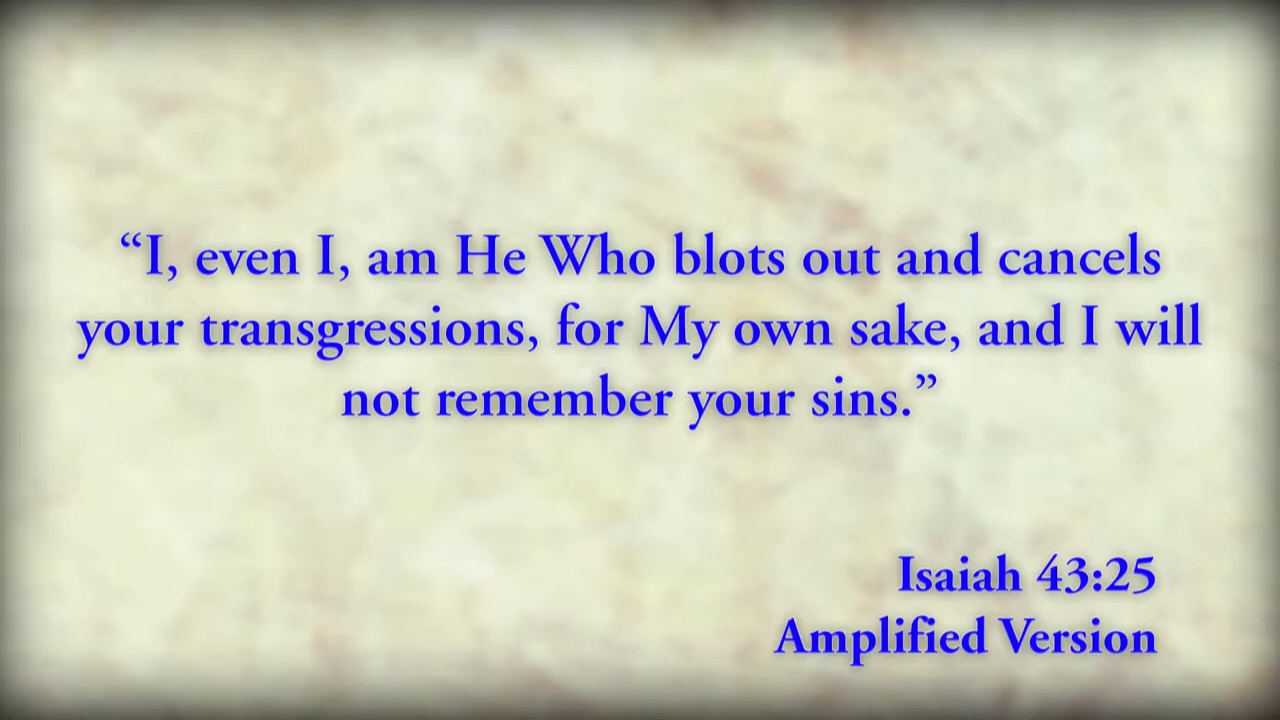 “I, even I, am He Who blots out and cancels
your transgressions, for My own sake, and I will
not remember your sins.”
Isaiah 43:25
Amplified Version